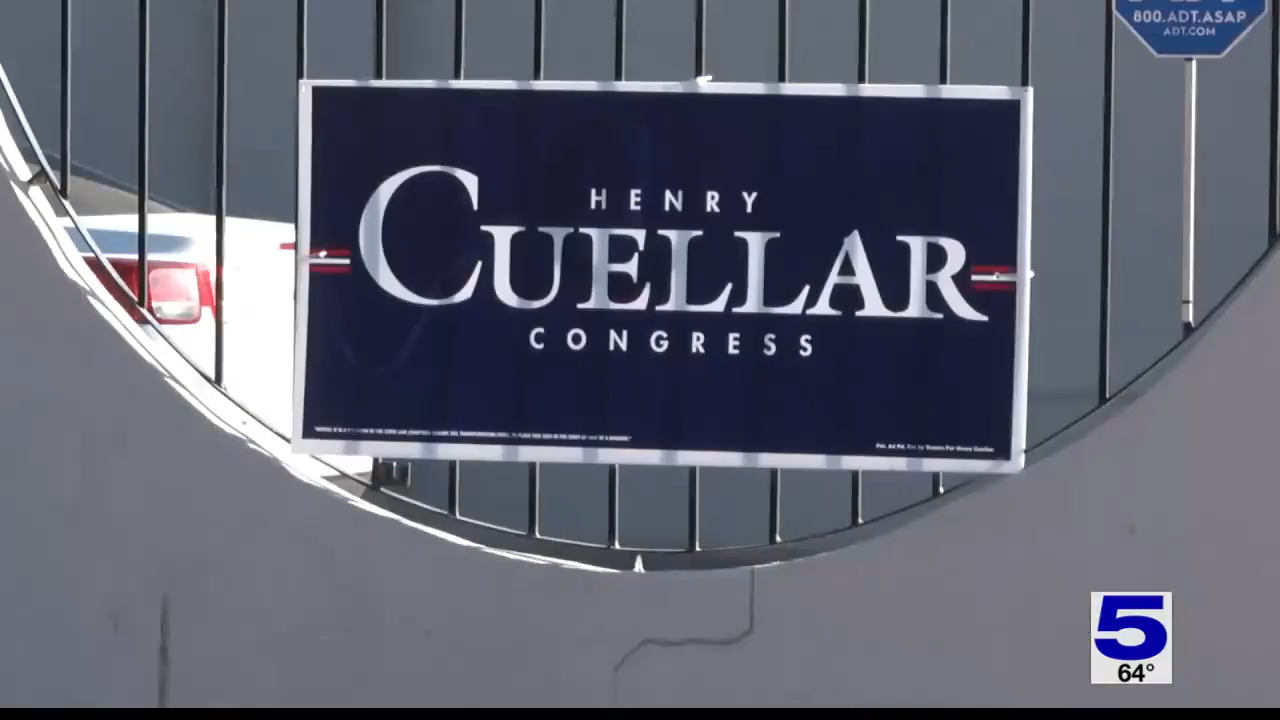 800.ADT.ASAP
ADT.COM
HENRY
CUELLAR
CONGRESS
5
64°